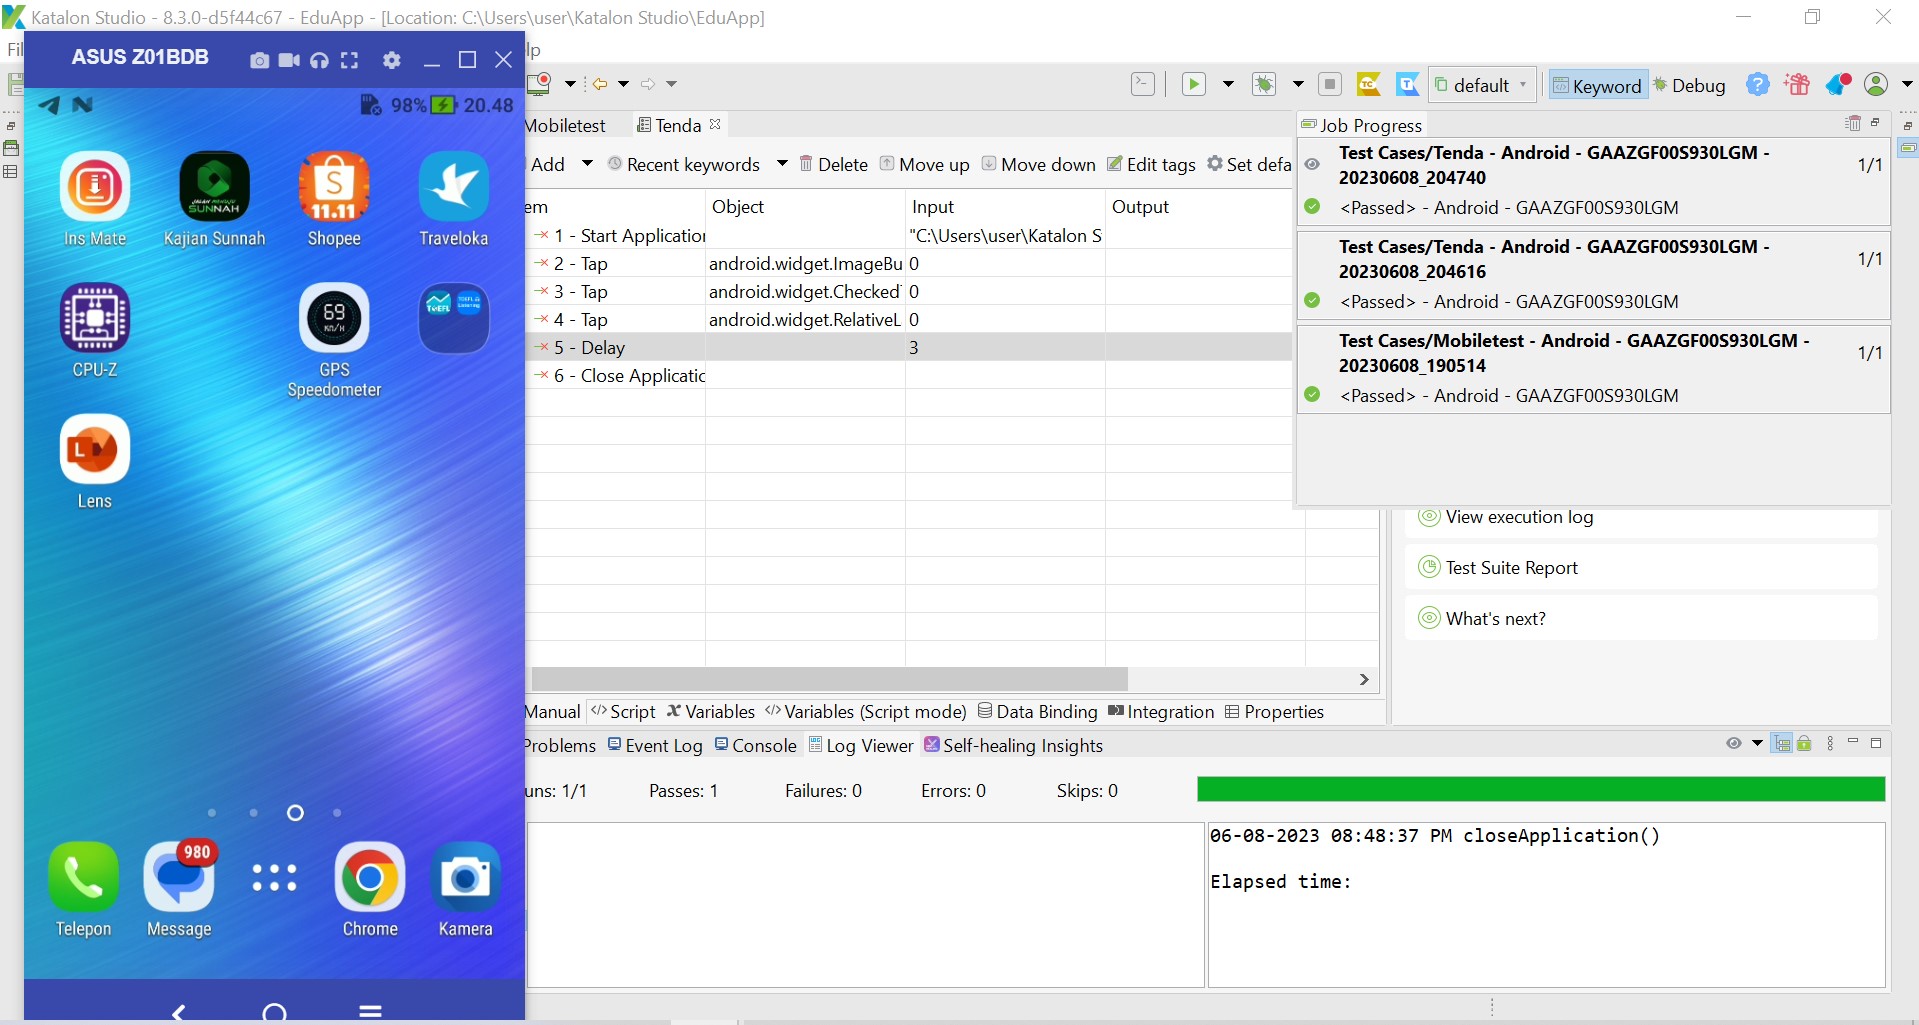 Katalon Studio - 8.3.0-d5f44c67 - EduApp - [Location: C:\Users\user\Katalon Studio\EduApp]
ASUS Z01BDB
default
Keyword
Debug
98%
20.48
Ins Mate
Kajian Sunnah
Shopee
Traveloka
11.11
SUNNAH
CPU-Z
69
KM/H
GPS
Speedometer
TOEFL
Lens
980
Telepon
Message
Chrome
Kamera
Mobiletest
Tenda
Add
Recent keywords
Delete
Move up
Move down
Edit tags
Set defa
em
Object
Input
Output
1 - Start Application
"C:\Users\user\Katalon S
2 - Tap
android.widget.ImageBu
0
3 - Tap
android.widget.Checked
0
4 - Tap
android.widget.RelativeL
0
5 - Delay
3
6 - Close Applicatio
Job Progress
Test Cases/Tenda - Android - GAAZGF00S930LGM -
20230608_204740
1/1
<Passed> - Android - GAAZGF00S930LGM
Test Cases/Tenda - Android - GAAZGF00S930LGM -
20230608_204616
1/1
<Passed> - Android - GAAZGF00S930LGM
Test Cases/Mobiletest - Android - GAAZGF00S930LGM -
20230608_190514
1/1
<Passed> - Android - GAAZGF00S930LGM
View execution log
Test Suite Report
What's next?
Manual
Script
Variables
Variables (Script mode)
Data Binding
Integration
Properties
Problems
Event Log
Console
Log Viewer
Self-healing Insights
uns: 1/1
Passes: 1
Failures: 0
Errors: 0
Skips: 0
06-08-2023 08:48:37 PM closeApplication()
Elapsed time: